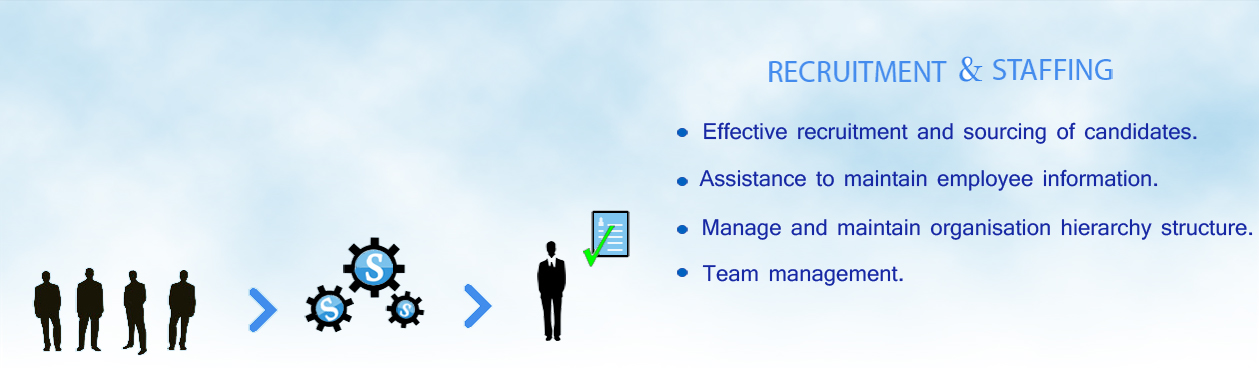 RECRUITMENT & STAFFING
• Effective recruitment and sourcing of candidates.
• Assistance to maintain employee information.
• Manage and maintain organisation hierarchy structure.
• Team management.
S
S
S